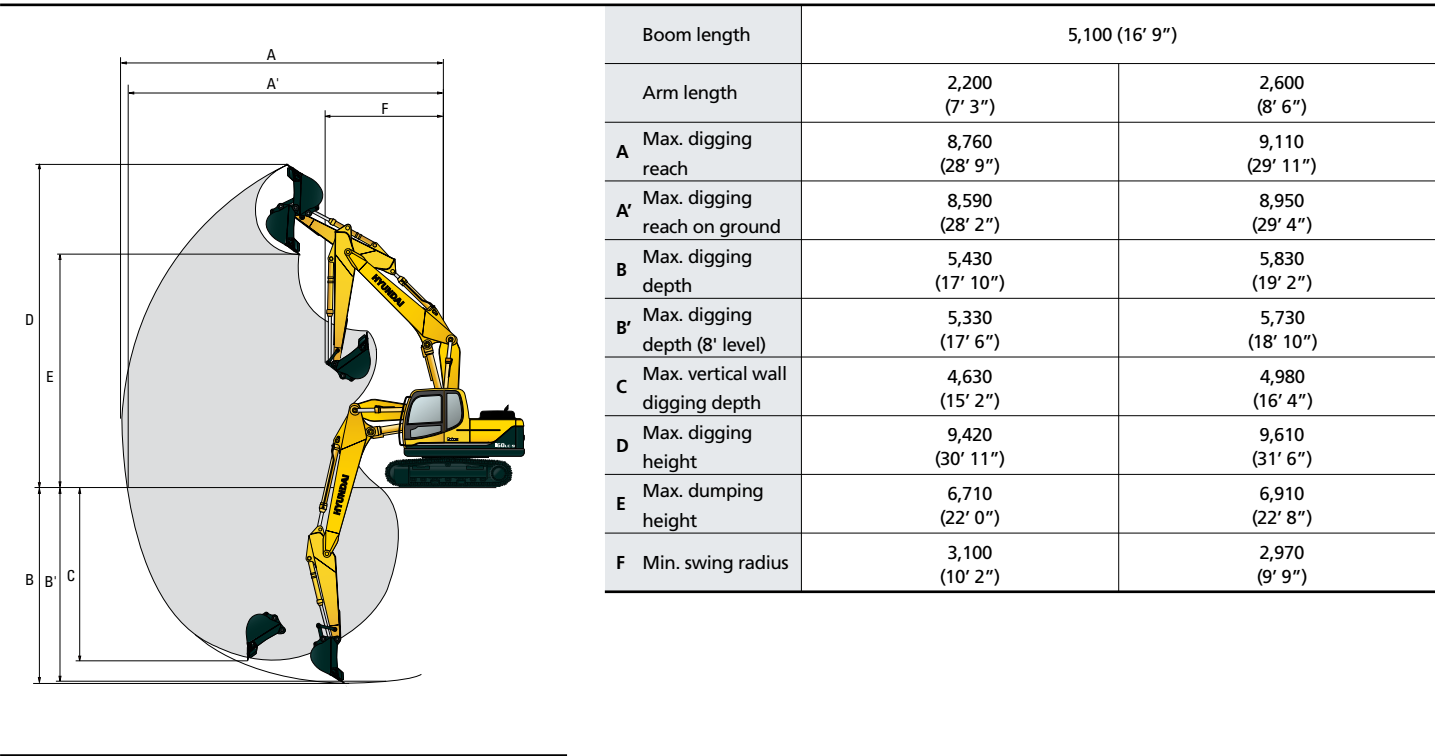 A
A'
F
D
E
B
B'
C
HYUNDAI
HYUNDAI
Boom length 5,100 (16’ 9”)
Arm length 2,200 2,600
(7’ 3”) (8’ 6”)
A Max. digging reach 8,760 9,110
(28’ 9”) (29’ 11”)
A’ Max. digging reach on ground 8,590 8,950
(28’ 2”) (29’ 4”)
B Max. digging depth 5,430 5,830
(17’ 10”) (19’ 2”)
B’ Max. digging depth (8' level) 5,330 5,730
(17’ 6”) (18’ 10”)
C Max. vertical wall digging depth 4,630 4,980
(15’ 2”) (16’ 4”)
D Max. digging height 9,420 9,610
(30’ 11”) (31’ 6”)
E Max. dumping height 6,710 6,910
(22’ 0”) (22’ 8”)
F Min. swing radius 3,100 2,970
(10’ 2”) (9’ 9”)